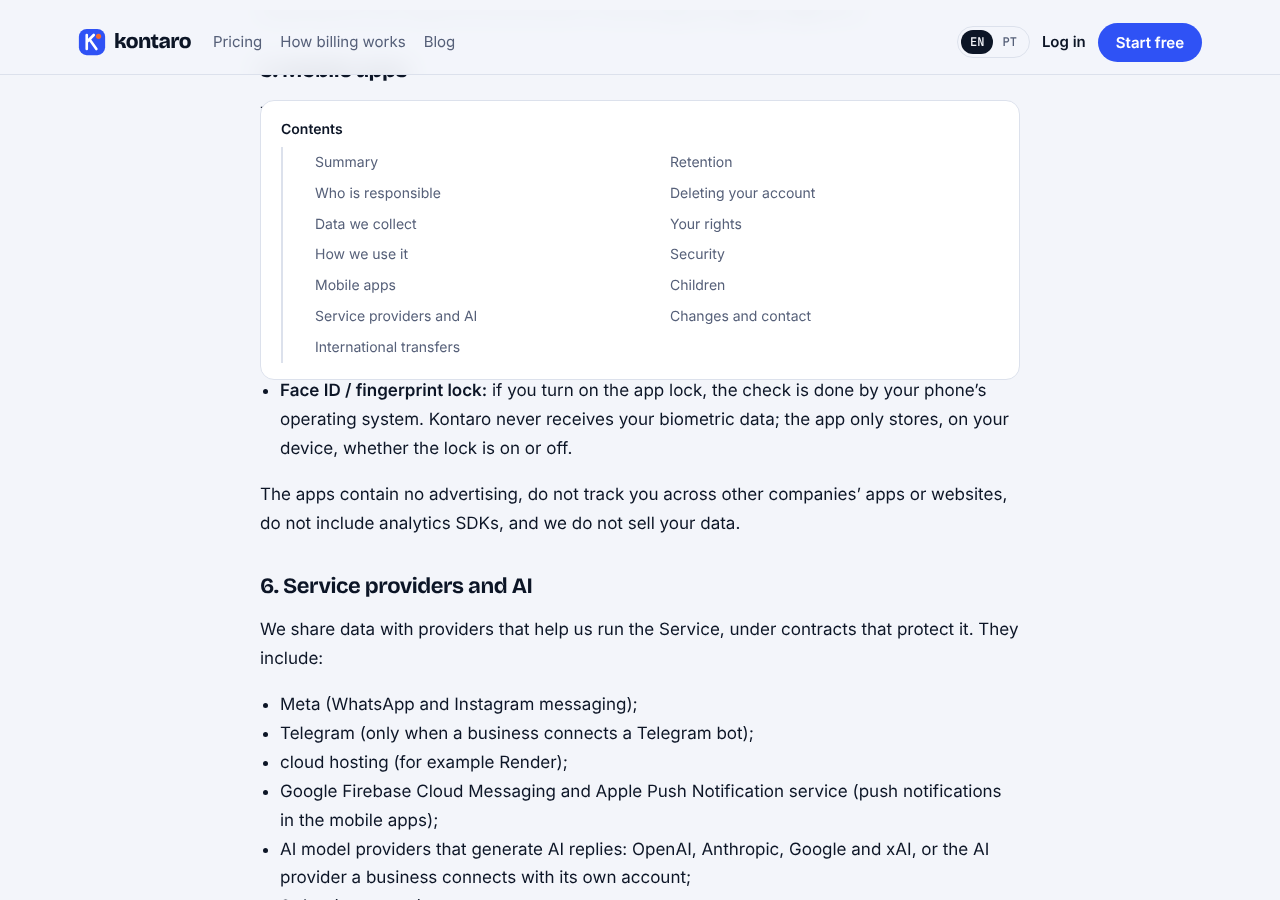 kontaro
Pricing
How billing works
Blog
EN
PT
Log in
Start free
5. Mobile apps
Contents
Summary
Who is responsible
Data we collect
How we use it
Mobile apps
Service providers and AI
International transfers
Retention
Deleting your account
Your rights
Security
Children
Changes and contact
• Face ID / fingerprint lock: if you turn on the app lock, the check is done by your phone’s
operating system. Kontaro never receives your biometric data; the app only stores, on your
device, whether the lock is on or off.
The apps contain no advertising, do not track you across other companies’ apps or websites,
do not include analytics SDKs, and we do not sell your data.
6. Service providers and AI
We share data with providers that help us run the Service, under contracts that protect it. They
include:
• Meta (WhatsApp and Instagram messaging);
• Telegram (only when a business connects a Telegram bot);
• cloud hosting (for example Render);
• Google Firebase Cloud Messaging and Apple Push Notification service (push notifications
in the mobile apps);
• AI model providers that generate AI replies: OpenAI, Anthropic, Google and xAI, or the AI
provider a business connects with its own account;